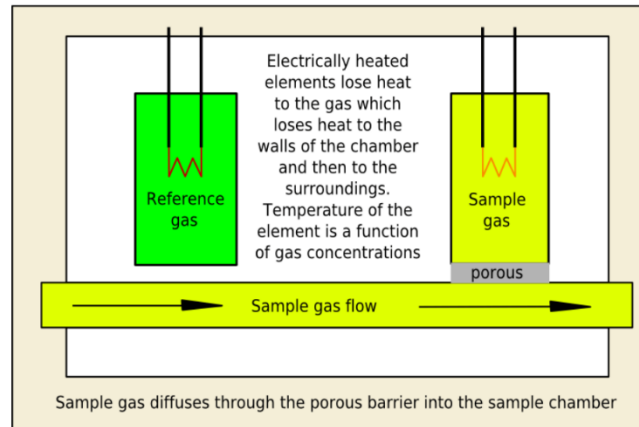 Electrically heated
elements lose heat
to the gas which
loses heat to the
walls of the chamber
and then to the
surroundings.
Temperature of the
element is a function
of gas concentrations
Reference
gas
Sample
gas
porous
Sample gas flow
Sample gas diffuses through the porous barrier into the sample chamber